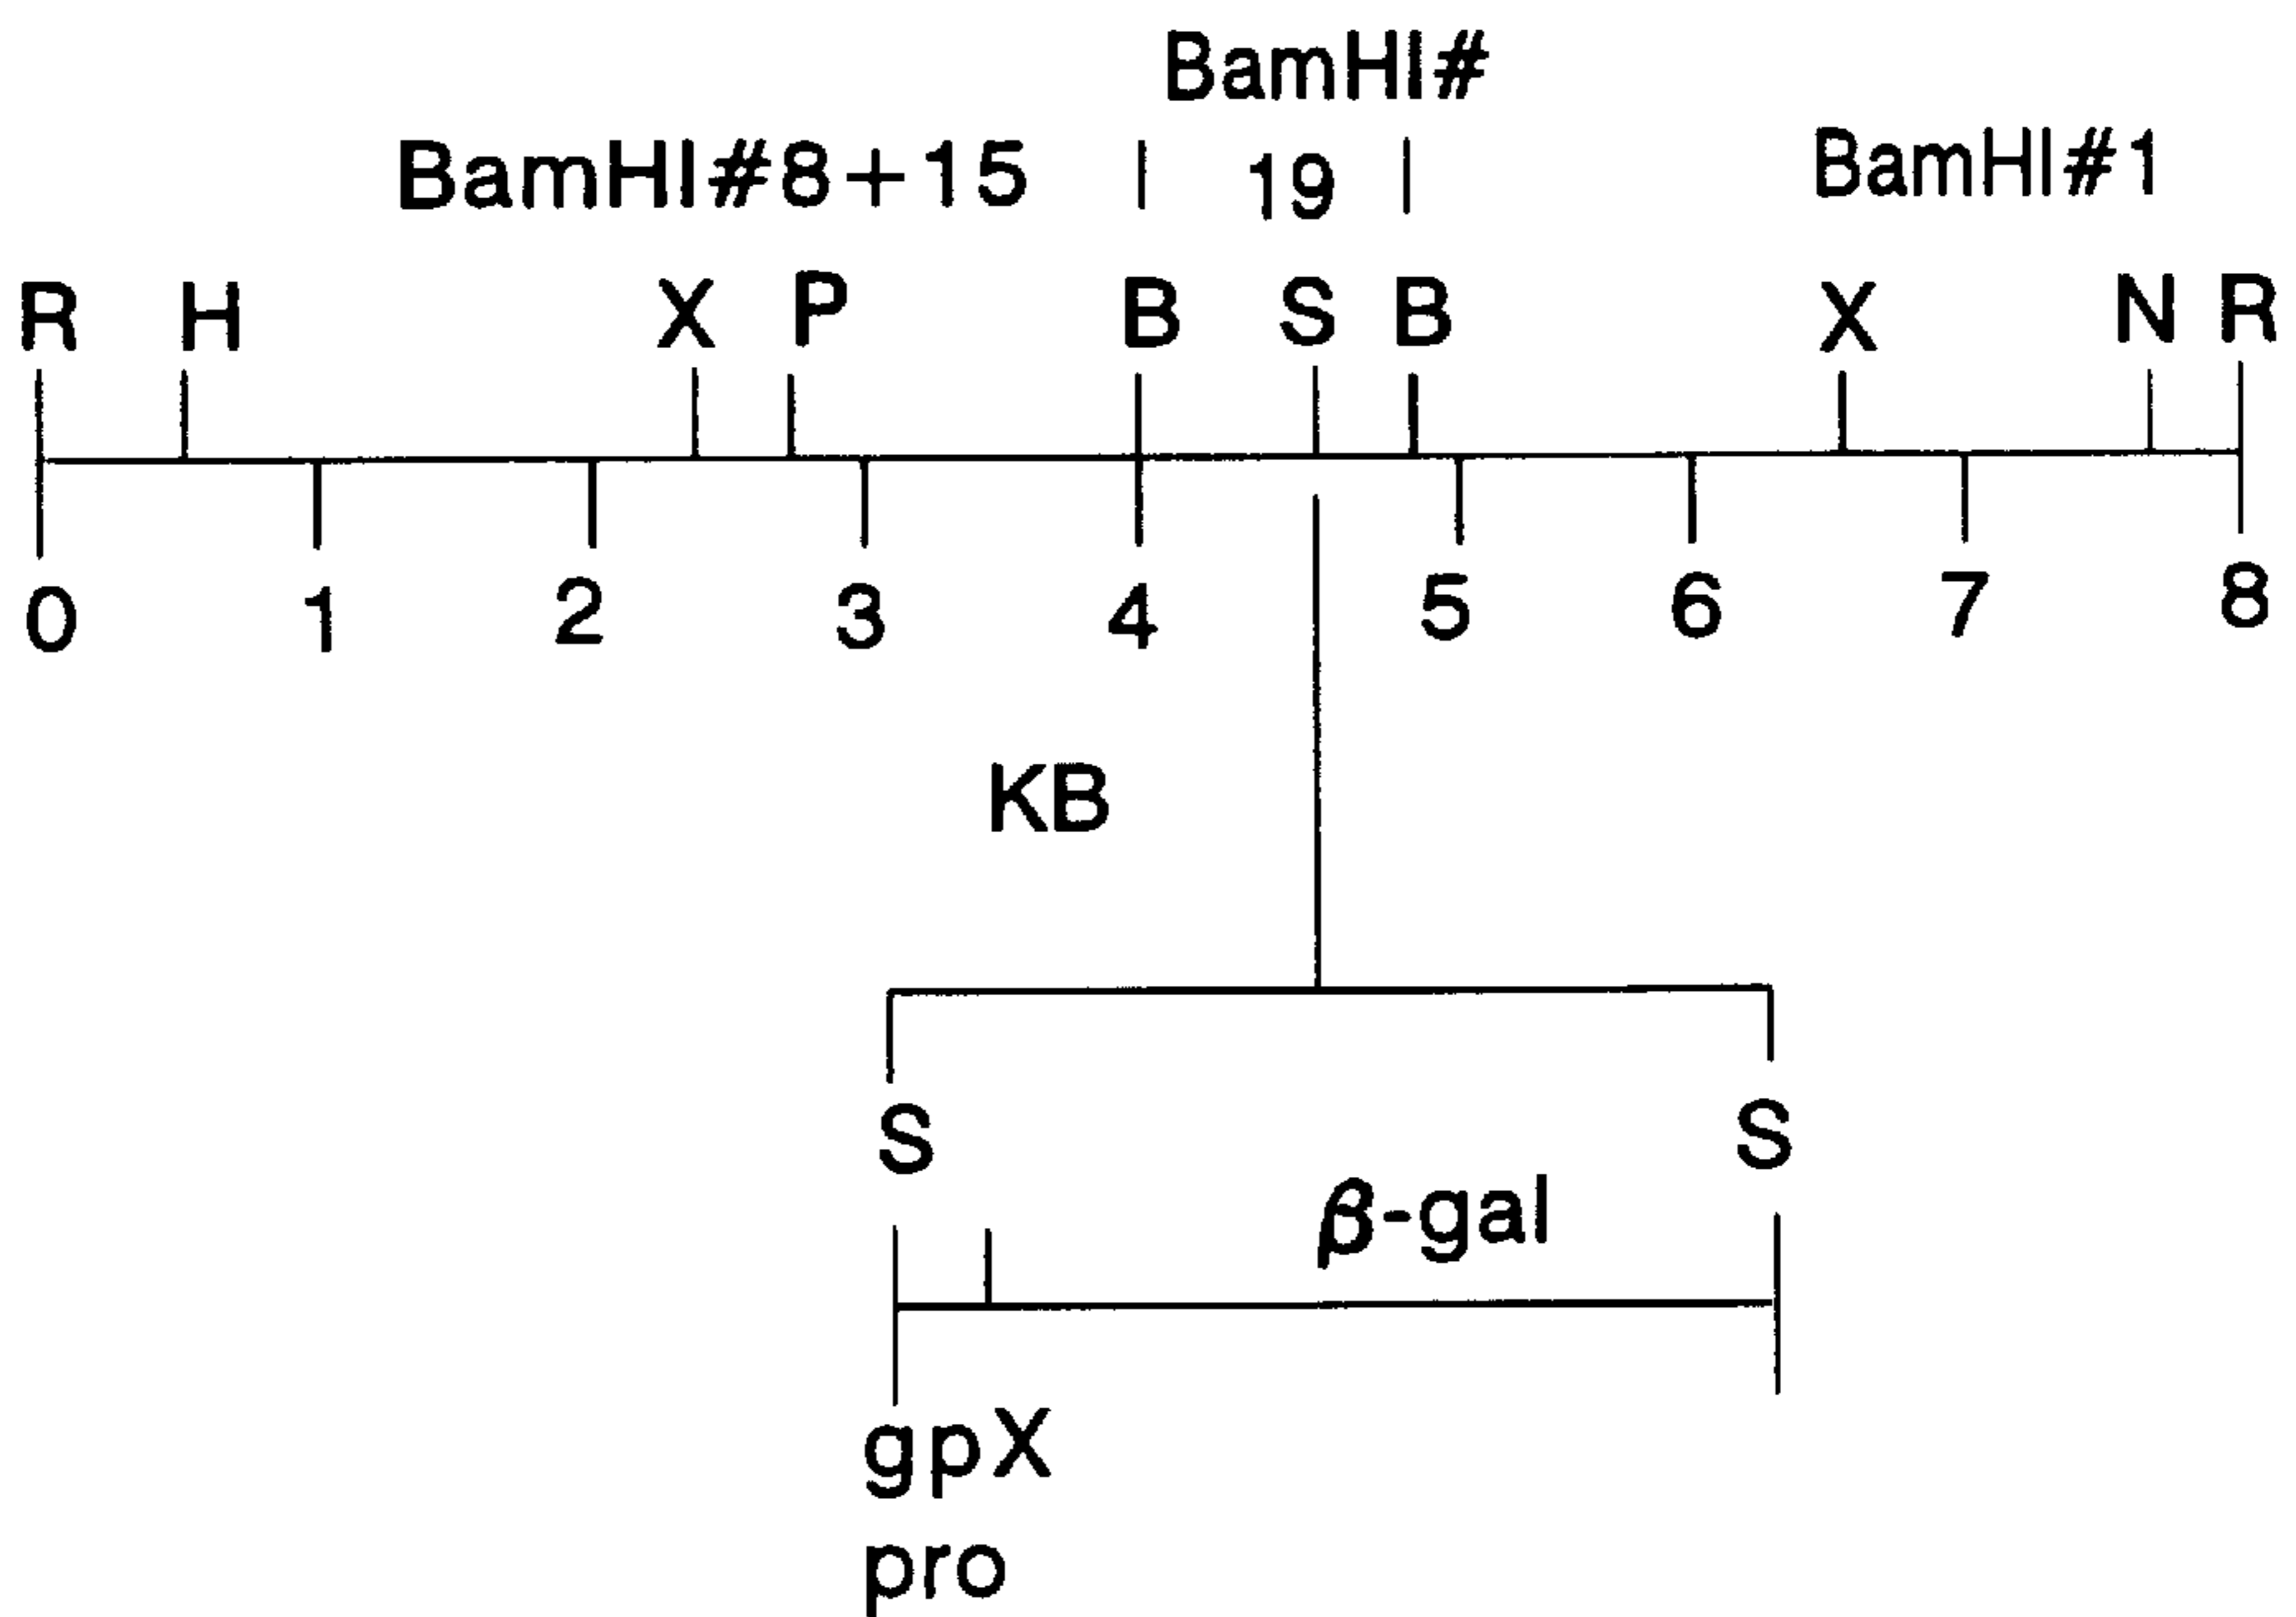 BamHI#
BamHI#8+15 19 BamHI#1
R H X P B S B X N R
0 1 2 3 4 5 6 7 8
KB
S S
β-gal
gpX
pro